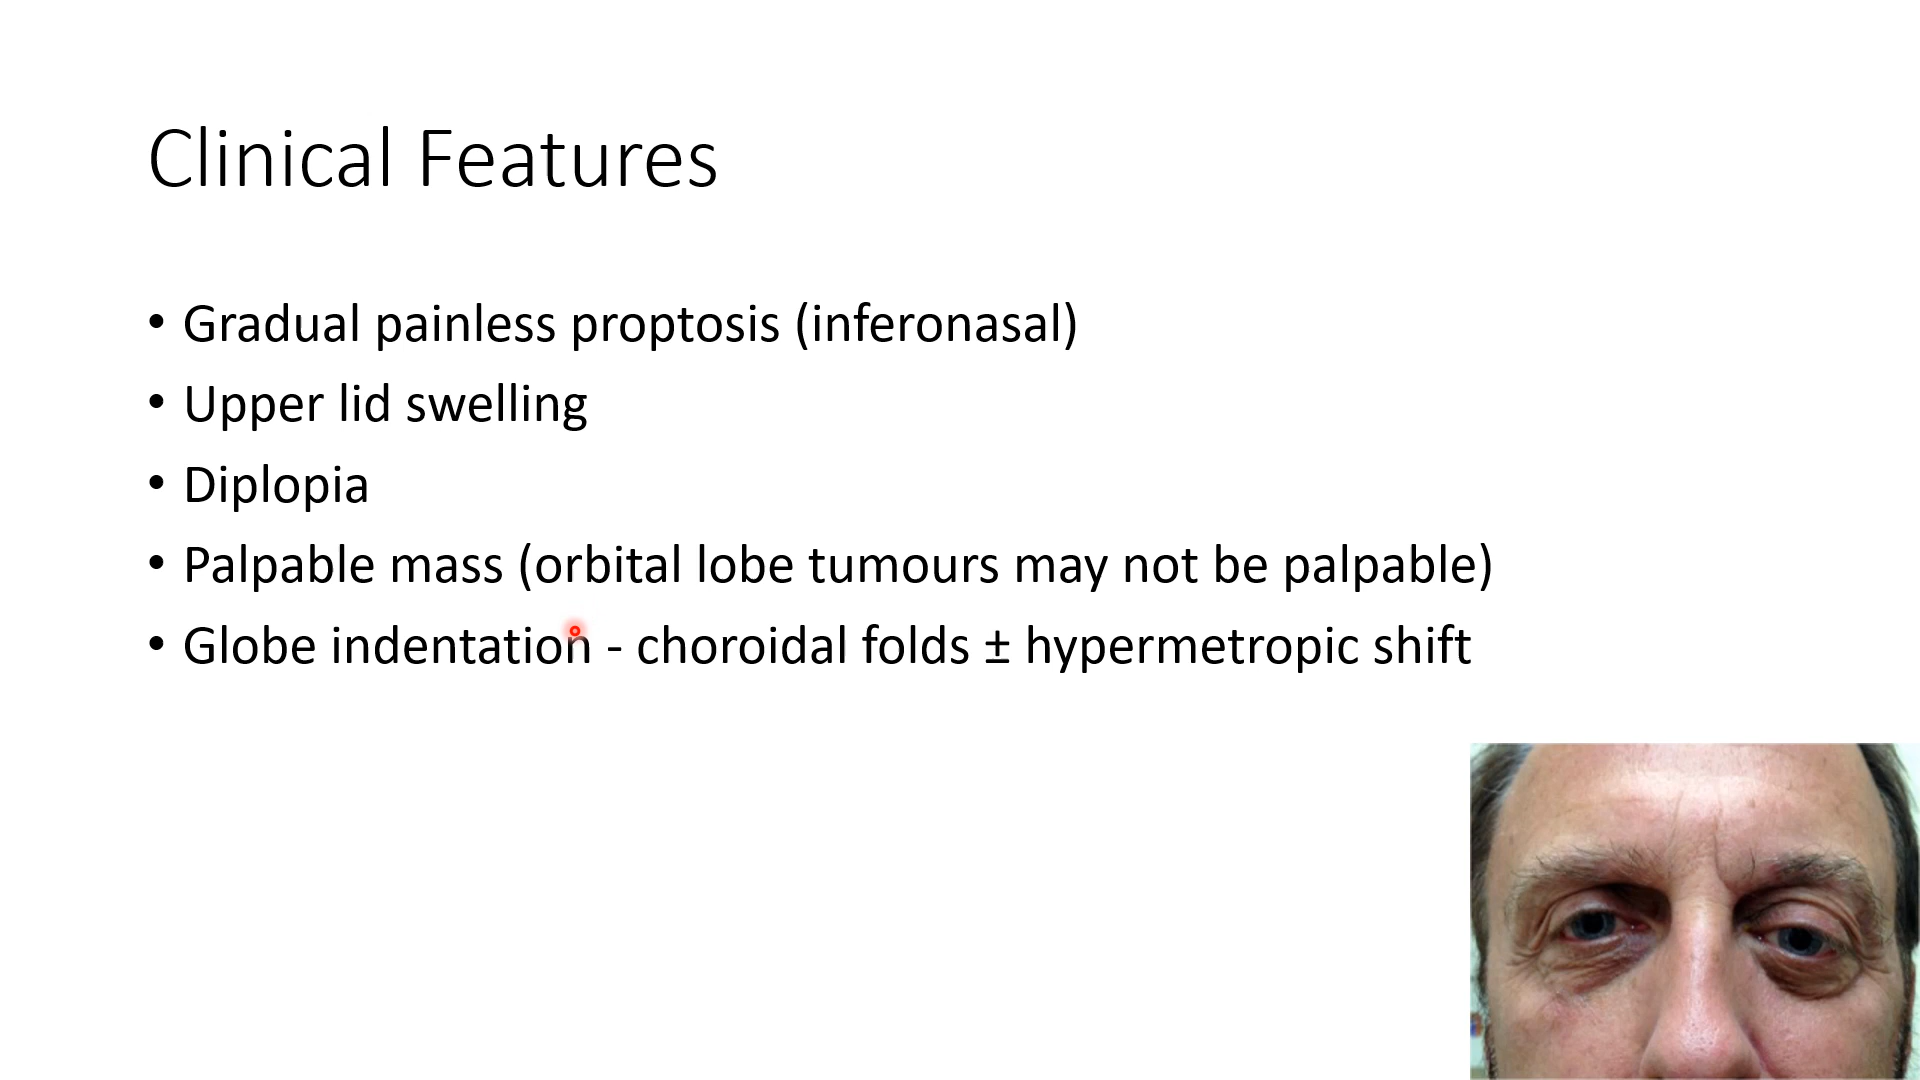 Clinical Features
• Gradual painless proptosis (inferonasal)
• Upper lid swelling
• Diplopia
• Palpable mass (orbital lobe tumours may not be palpable)
• Globe indentation - choroidal folds ± hypermetropic shift